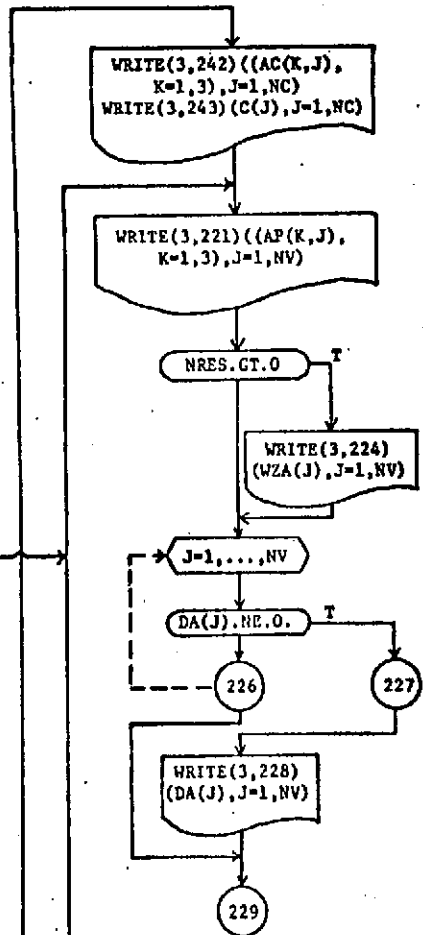 WRITE(3,242)((AC(K,J),
K=1,3),J=1,NC)
WRITE(3,243)(C(J),J=1,NC)
WRITE(3,221)((AP(K,J),
K=1,3),J=1,NV)
NRES.GT.0
T
WRITE(3,224)
(WZA(J),J=1,NV)
J=1,...,NV
DA(J).NE.0.
T
226
227
WRITE(3,228)
(DA(J),J=1,NV)
229